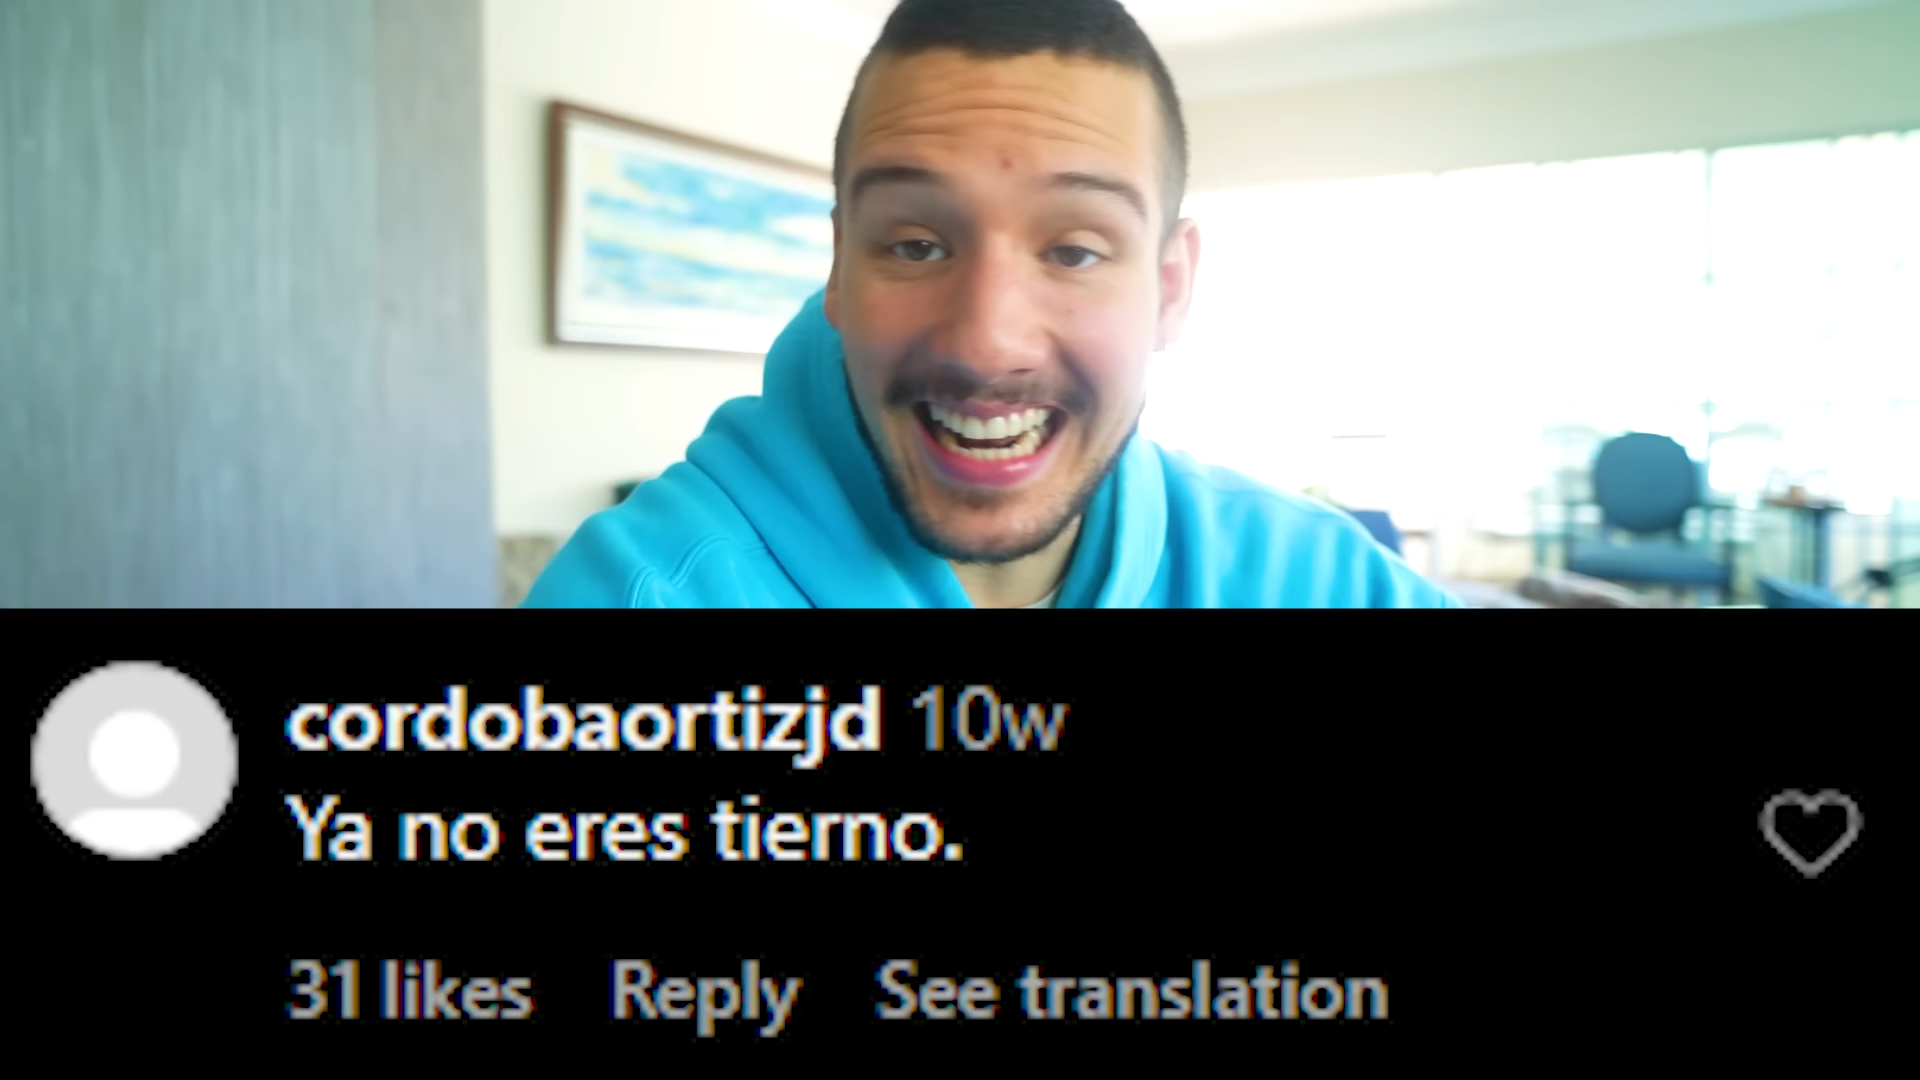 cordobaortizjd 10w
Ya no eres tierno.
31 likes Reply See translation